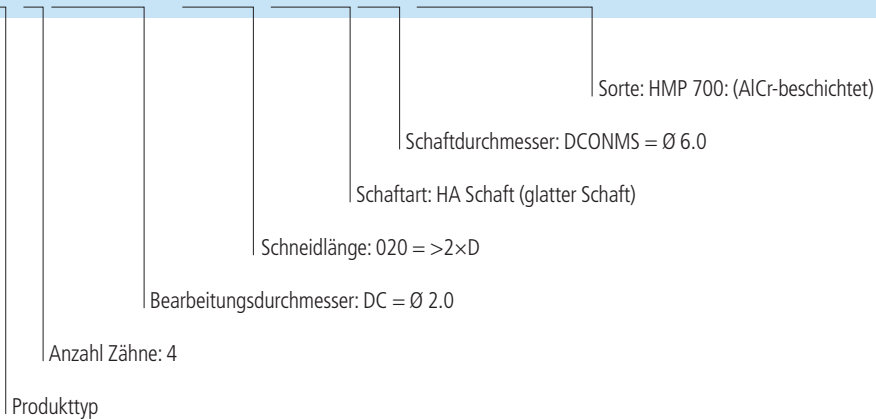 Sorte: HMP 700: (AlCr-beschichtet)
Schaftdurchmesser: DCONMS = Ø 6.0
Schaftart: HA Schaft (glatter Schaft)
Schneidlänge: 020 = >2×D
Bearbeitungsdurchmesser: DC = Ø 2.0
Anzahl Zähne: 4
Produkttyp